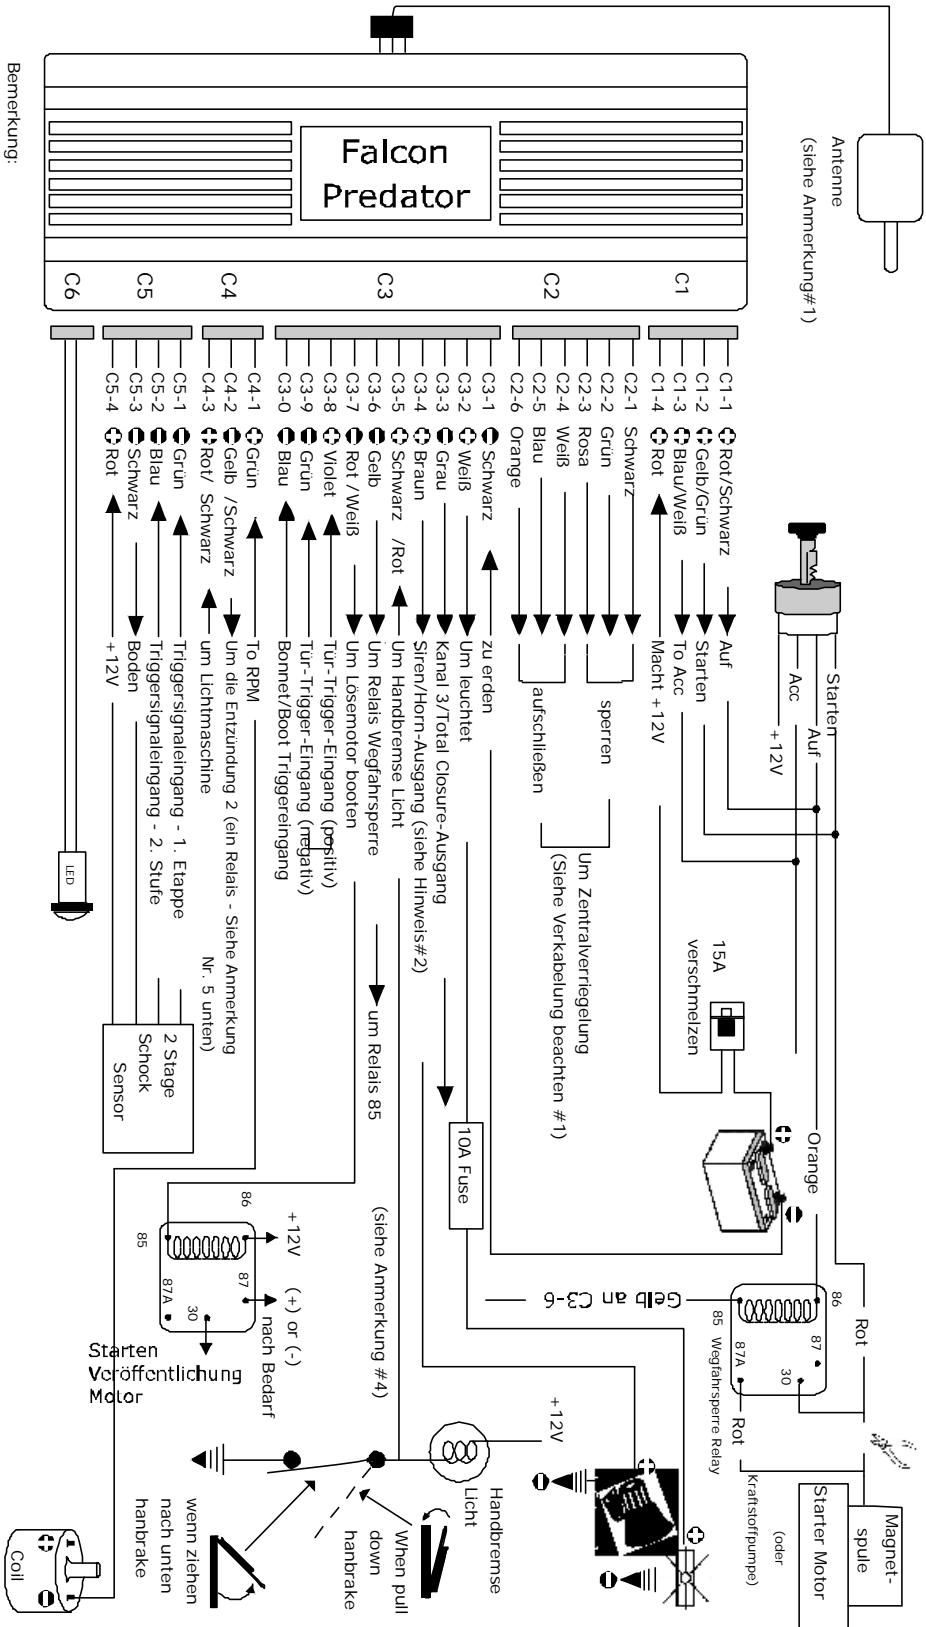 Antenne
(siehe Anmerkung#1)
Falcon
Predator
Bemerkung:
C1
C2
C3
C4
C5
C6
C1-1 Rot/Schwarz Auf
C1-2 Gelb/Grün Starten
C1-3 Blau/Weiß To Acc
C1-4 Rot Macht +12V
C2-1 Schwarz
C2-2 Grün
C2-3 Rosa
C2-4 Weiß
C2-5 Blau
C2-6 Orange
sperren
aufschließen
Um Zentralverriegelung
(Siehe Verkabelung beachten #1)
C3-1 Schwarz zu erden
C3-2 Weiß Um leuchtet
C3-3 Grau Kanal 3/Total Closure-Ausgang
C3-4 Braun Siren/Horn-Ausgang (siehe Hinweis#2)
C3-5 Schwarz /Rot Um Handbremse Licht
C3-6 Gelb Um Relais Wegfahrsperre
um Relais 85
C3-7 Rot /Weiß Um Lösemotor booten
C3-8 Violet Tür-Trigger-Eingang (positiv)
C3-9 Grün Tür-Trigger-Eingang (negativ)
C3-0 Blau Bonnet/Boot Triggereingang
C4-1 Grün To RPM
C4-2 Gelb /Schwarz Um die Entzündung 2 (ein Relais - Siehe Anmerkung
Nr. 5 unten)
C4-3 Rot/ Schwarz um Lichtmaschine
C5-1 Grün Triggersignaleingang - 1. Etappe
C5-2 Blau Triggersignaleingang - 2. Stufe
C5-3 Schwarz Boden
C5-4 Rot +12V
LED
2 Stage
Schock
Sensor
Starten
Auf
Acc
+12V
15A
verschmelzen
10A Fuse
Orange
Rot
86
87
30
85
87A
Wegfahrsperre Relay
Gelb an C3-6
Rot
Magnet-
spule
Starter Motor
(oder
Kraftstoffpumpe)
(siehe Anmerkung #4)
86
85
+12V
87
87A
30
(+) or (-)
nach Bedarf
Starten
Veröffentlichung
Motor
+12V
Handbremse
Licht
When pull
down
hanbrake
wenn ziehen
nach unten
hanbrake
Coil